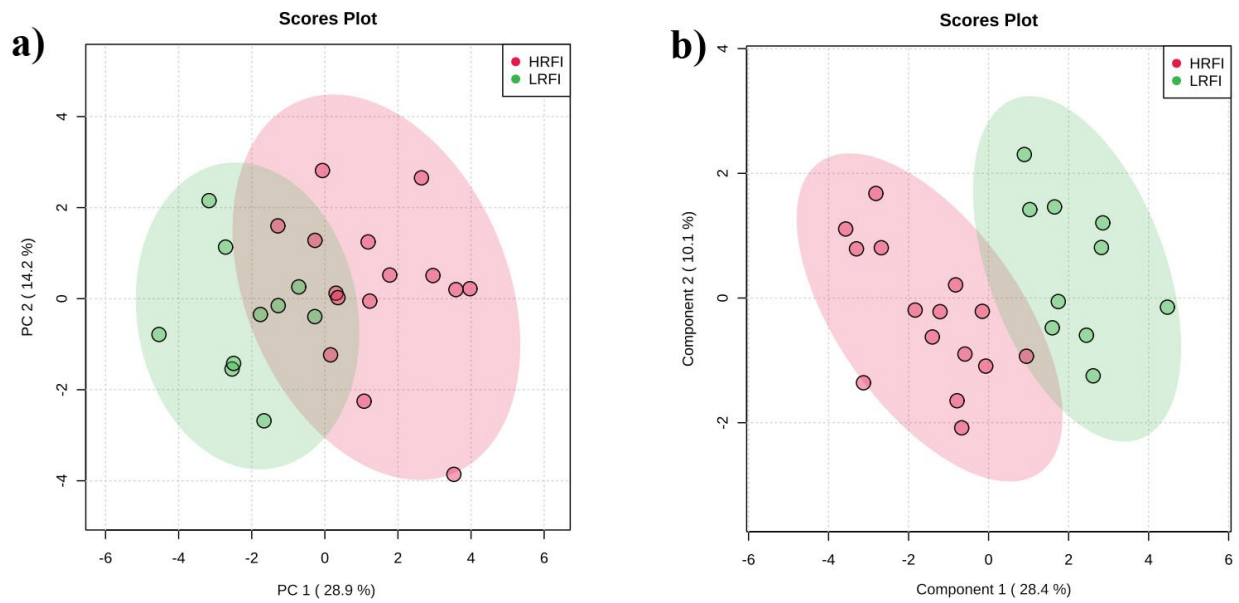 a)
Scores Plot
HRFI
LRFI
PC 2 ( 14.2 %)
4
2
0
-2
-4
-6
-4
-2
0
2
4
6
PC 1 ( 28.9 %)
b)
Scores Plot
HRFI
LRFI
Component 2 ( 10.1 %)
4
2
0
-2
-6
-4
-2
0
2
4
6
Component 1 ( 28.4 %)